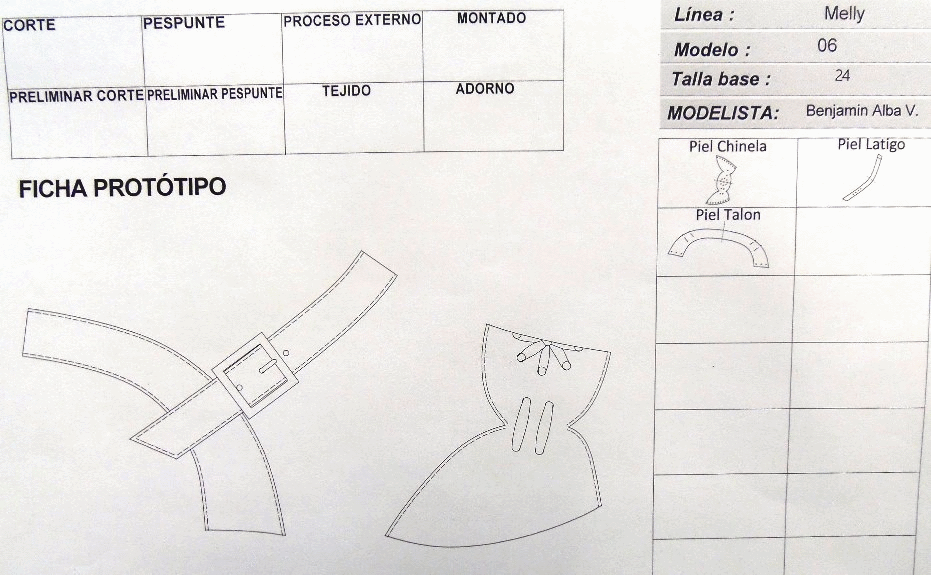 CORTE PESPUNTE PROCESO EXTERNO MONTADO
PRELIMINAR CORTE PRELIMINAR PESPUNTE TEJIDO ADORNO
FICHA PROTÓTIPO
Línea : Melly
Modelo : 06
Talla base : 24
MODELISTA: Benjamin Alba V.
Piel Chinela Piel Latigo
Piel Talon